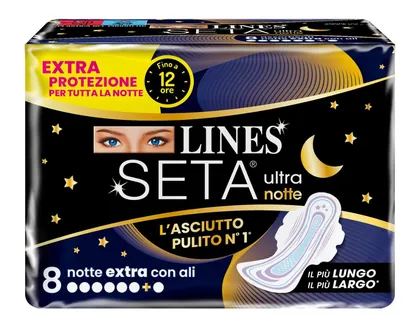 EXTRA
PROTEZIONE
PER TUTTA LA NOTTE
Fino a
12
ore
LINES
SETA®
ultra
notte
L'ASCIUTTO
PULITO N°1*
8 notte extra con ali
IL PIÙ LUNGO
IL PIÙ LARGO*